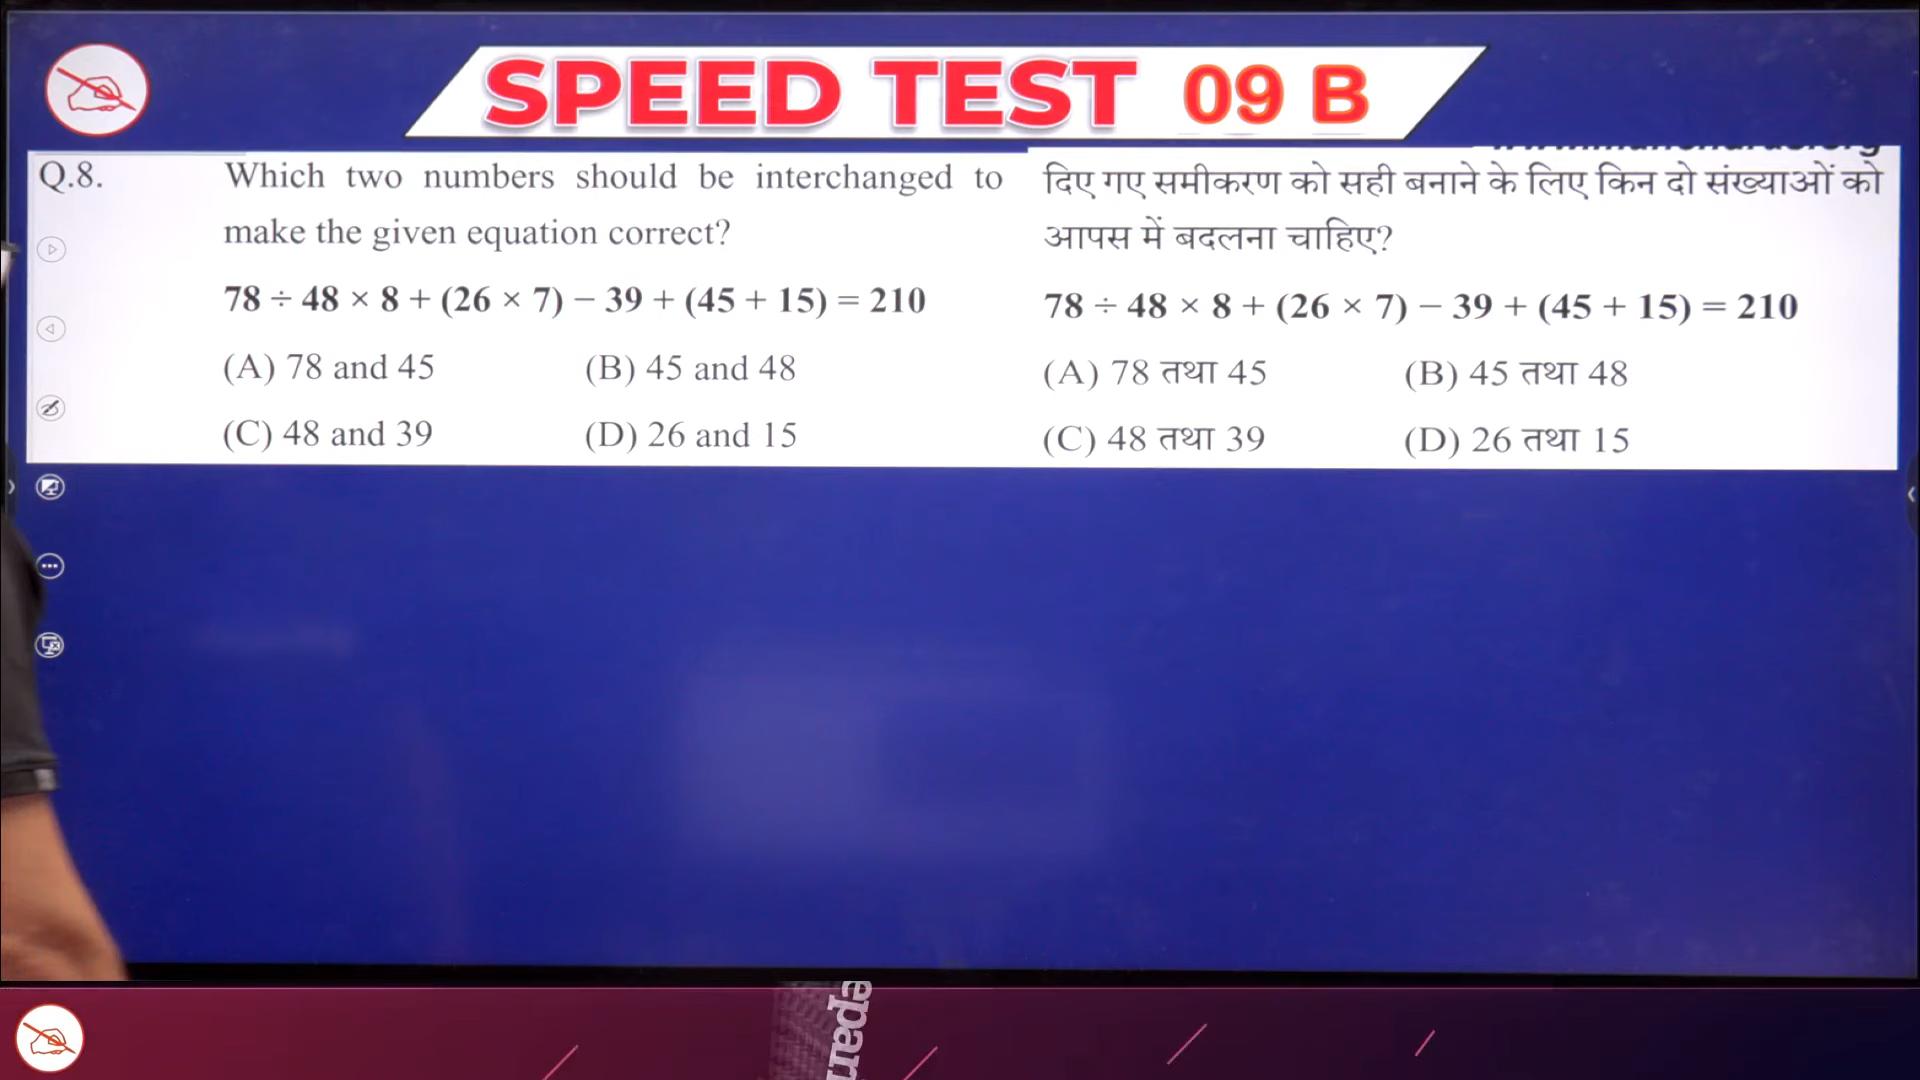 SPEED TEST 09 B
Q.8.
Which two numbers should be interchanged to
make the given equation correct?
78 ÷ 48 × 8 + (26 × 7) − 39 + (45 + 15) = 210
(A) 78 and 45 (B) 45 and 48
(C) 48 and 39 (D) 26 and 15
दिए गए समीकरण को सही बनाने के लिए किन दो संख्याओं को
आपस में बदलना चाहिए?
78 ÷ 48 × 8 + (26 × 7) − 39 + (45 + 15) = 210
(A) 78 तथा 45 (B) 45 तथा 48
(C) 48 तथा 39 (D) 26 तथा 15
epar